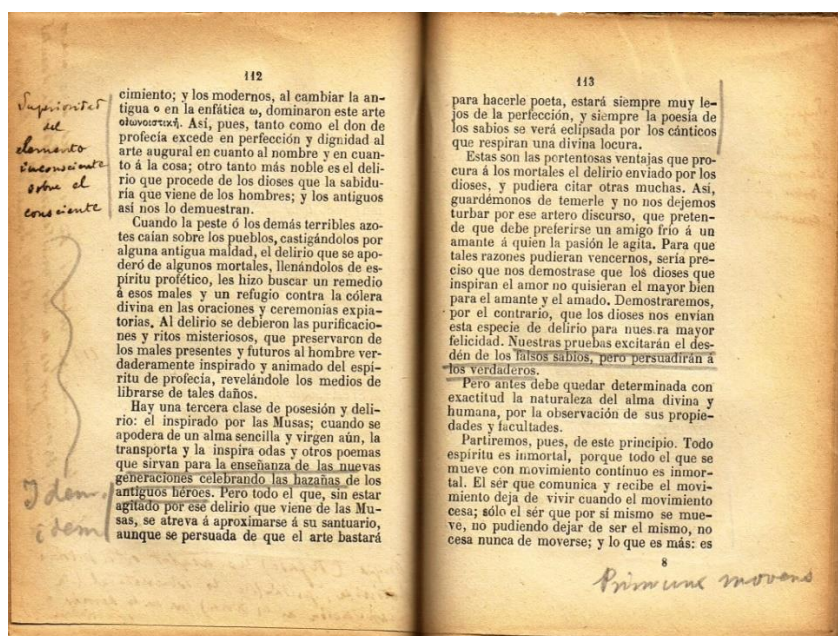 112
Superioridad
del
elemento
inconsciente
sobre el
consciente
cimiento; y los modernos, al cambiar la an-
tigua o en la enfática ω, dominaron este arte
οἰωνοιστική. Así, pues, tanto como el don de
profecía excede en perfección y dignidad al
arte augural en cuanto al nombre y en cuan-
to á la cosa; otro tanto más noble es el deli-
rio que procede de los dioses que la sabidu-
ría que viene de los hombres; y los antiguos
así nos lo demuestran.
Cuando la peste ó los demás terribles azo-
tes caían sobre los pueblos, castigándolos por
alguna antigua maldad, el delirio que se apo-
deró de algunos mortales, llenándolos de es-
píritu profético, les hizo buscar un remedio
á esos males y un refugio contra la cólera
divina en las oraciones y ceremonias expia-
torias. Al delirio se debieron las purificacio-
nes y ritos misteriosos, que preservaron de
los males presentes y futuros al hombre ver-
daderamente inspirado y animado del espí-
ritu de profecía, revelándole los medios de
librarse de tales daños.
Hay una tercera clase de posesión y deli-
rio: el inspirado por las Musas; cuando se
apodera de un alma sencilla y virgen aún, la
transporta y la inspira odas y otros poemas
que sirvan para la enseñanza de las nuevas
generaciones celebrando las hazañas de los
antiguos héroes. Pero todo el que, sin estar
agitado por ese delirio que viene de las Mu-
sas, se atreva á aproximarse á su santuario,
aunque se persuada de que el arte bastará
Idem
idem
113
para hacerle poeta, estará siempre muy le-
jos de la perfección, y siempre la poesía de
los sabios se verá eclipsada por los cánticos
que respiran una divina locura.
Estas son las portentosas ventajas que pro-
cura á los mortales el delirio enviado por los
dioses, y pudiera citar otras muchas. Así,
guardémonos de temerle y no nos dejemos
turbar por ese artero discurso, que preten-
de que debe preferirse un amigo frío á un
amante á quien la pasión le agita. Para que
tales razones pudieran vencernos, sería pre-
ciso que nos demostrase que los dioses que
inspiran el amor no quisieran el mayor bien
para el amante y el amado. Demostraremos,
por el contrario, que los dioses nos envían
esta especie de delirio para nues ra mayor
felicidad. Nuestras pruebas excitarán el des-
dén de los falsos sabios, pero persuadirán á
los verdaderos.
Pero antes debe quedar determinada con
exactitud la naturaleza del alma divina y
humana, por la observación de sus propie-
dades y facultades.
Partiremos, pues, de este principio. Todo
espíritu es inmortal, porque todo el que se
mueve con movimiento continuo es inmor-
tal. El sér que comunica y recibe el movi-
miento deja de vivir cuando el movimiento
cesa; sólo el sér que por sí mismo se mue-
ve, no pudiendo dejar de ser el mismo, no
cesa nunca de moverse; y lo que es más: es
8
Primum movens